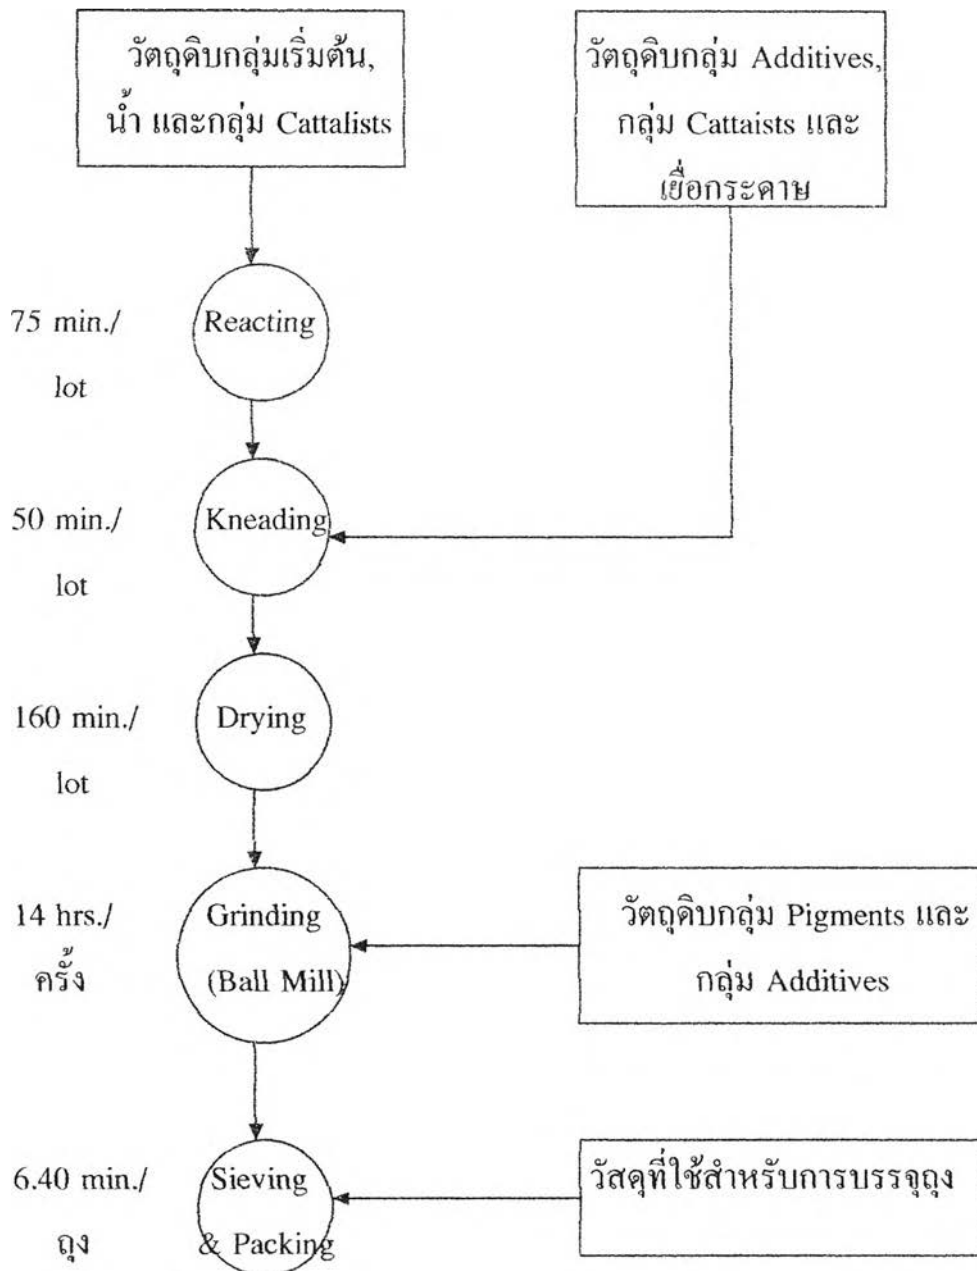 วัตถุดิบกลุ่มเริ่มต้น,
น้ำ และกลุ่ม Cattalists
วัตถุดิบกลุ่ม Additives,
กลุ่ม Cattaists และ
เยื่อกระดาษ
75 min./
lot
Reacting
50 min./
lot
Kneading
160 min./
lot
Drying
14 hrs./
ครั้ง
Grinding
(Ball Mill)
วัตถุดิบกลุ่ม Pigments และ
กลุ่ม Additives
6.40 min./
ถุง
Sieving
& Packing
วัสดุที่ใช้สำหรับการบรรจุถุง